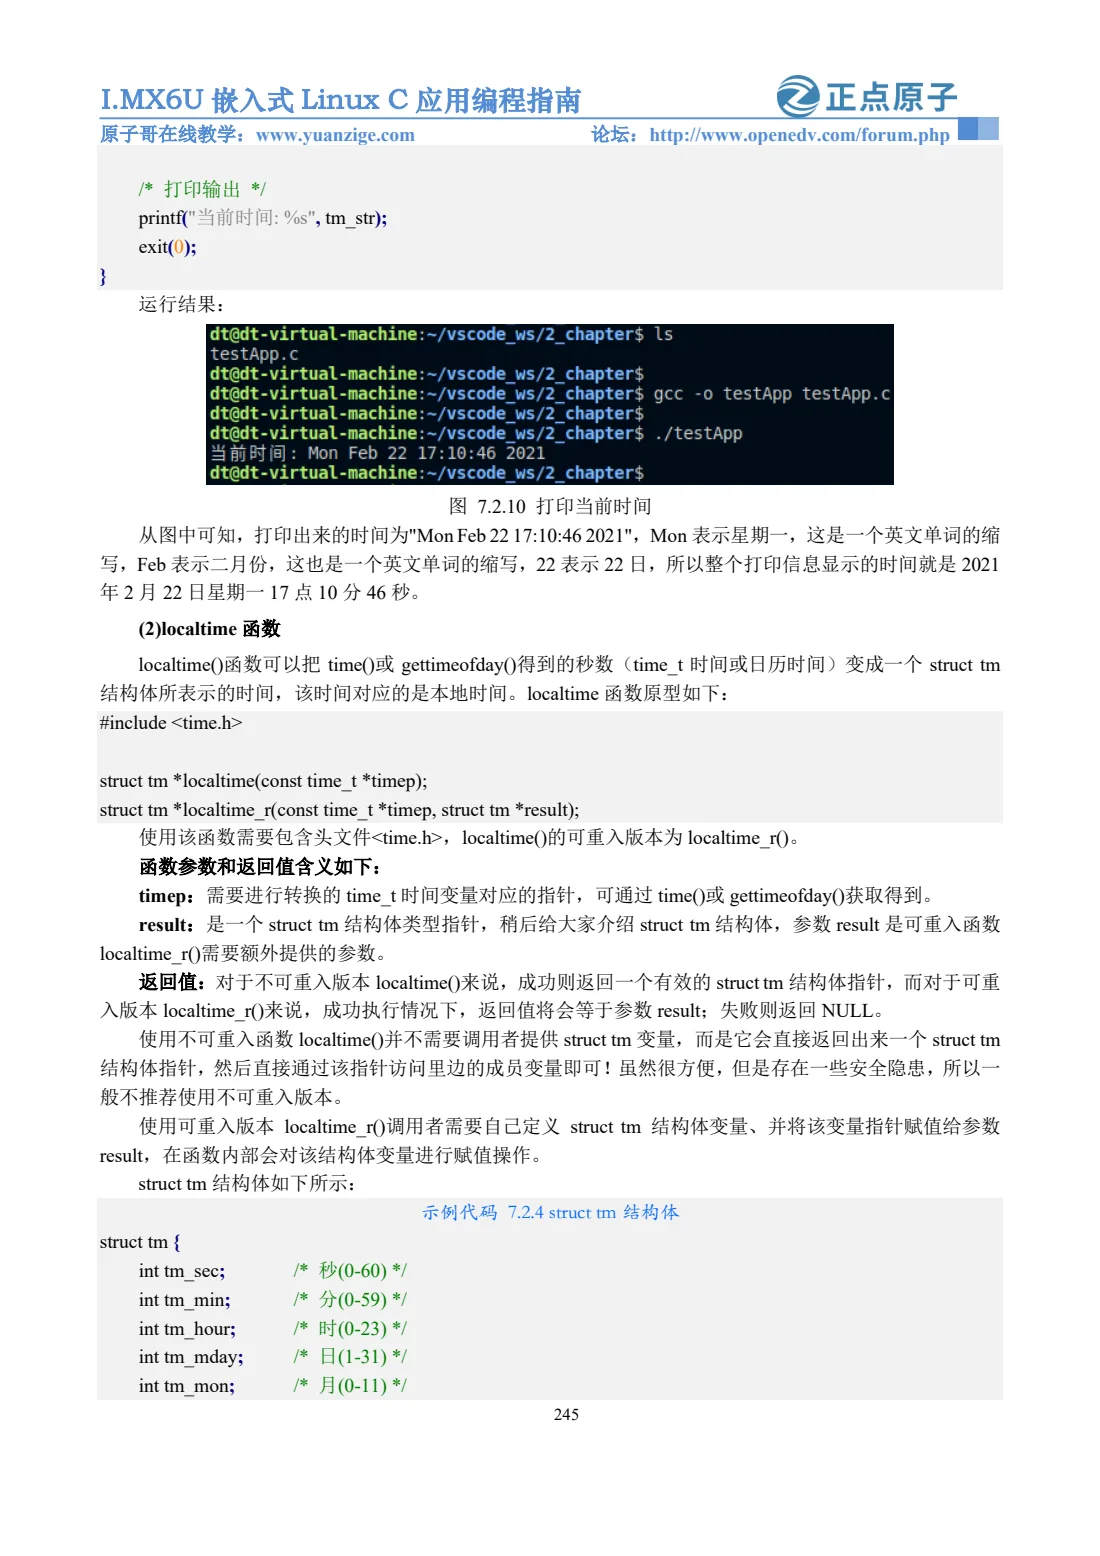 I.MX6U 嵌入式 Linux C 应用编程指南
正点原子
原子哥在线教学：www.yuanzige.com 论坛：http://www.openedv.com/forum.php
/* 打印输出 */
printf("当前时间: %s", tm_str);
exit(0);
}
运行结果：
dt@dt-virtual-machine:~/vscode_ws/2_chapter$ ls
testApp.c
dt@dt-virtual-machine:~/vscode_ws/2_chapter$
dt@dt-virtual-machine:~/vscode_ws/2_chapter$ gcc -o testApp testApp.c
dt@dt-virtual-machine:~/vscode_ws/2_chapter$
dt@dt-virtual-machine:~/vscode_ws/2_chapter$ ./testApp
当前时间: Mon Feb 22 17:10:46 2021
dt@dt-virtual-machine:~/vscode_ws/2_chapter$
图 7.2.10 打印当前时间
从图中可知，打印出来的时间为"Mon Feb 22 17:10:46 2021"，Mon 表示星期一，这是一个英文单词的缩
写，Feb 表示二月份，这也是一个英文单词的缩写，22 表示 22 日，所以整个打印信息显示的时间就是 2021
年 2 月 22 日星期一 17 点 10 分 46 秒。
(2)localtime 函数
localtime()函数可以把 time()或 gettimeofday()得到的秒数（time_t 时间或日历时间）变成一个 struct tm
结构体所表示的时间，该时间对应的是本地时间。localtime 函数原型如下：
#include <time.h>
struct tm *localtime(const time_t *timep);
struct tm *localtime_r(const time_t *timep, struct tm *result);
使用该函数需要包含头文件<time.h>，localtime()的可重入版本为 localtime_r()。
函数参数和返回值含义如下：
timep：需要进行转换的 time_t 时间变量对应的指针，可通过 time()或 gettimeofday()获取得到。
result：是一个 struct tm 结构体类型指针，稍后给大家介绍 struct tm 结构体，参数 result 是可重入函数
localtime_r()需要额外提供的参数。
返回值：对于不可重入版本 localtime()来说，成功则返回一个有效的 struct tm 结构体指针，而对于可重
入版本 localtime_r()来说，成功执行情况下，返回值将会等于参数 result；失败则返回 NULL。
使用不可重入函数 localtime()并不需要调用者提供 struct tm 变量，而是它会直接返回出来一个 struct tm
结构体指针，然后直接通过该指针访问里边的成员变量即可！虽然很方便，但是存在一些安全隐患，所以一
般不推荐使用不可重入版本。
使用可重入版本 localtime_r()调用者需要自己定义 struct tm 结构体变量、并将该变量指针赋值给参数
result，在函数内部会对该结构体变量进行赋值操作。
struct tm 结构体如下所示：
示例代码 7.2.4 struct tm 结构体
struct tm {
int tm_sec; /* 秒(0-60) */
int tm_min; /* 分(0-59) */
int tm_hour; /* 时(0-23) */
int tm_mday; /* 日(1-31) */
int tm_mon; /* 月(0-11) */
245